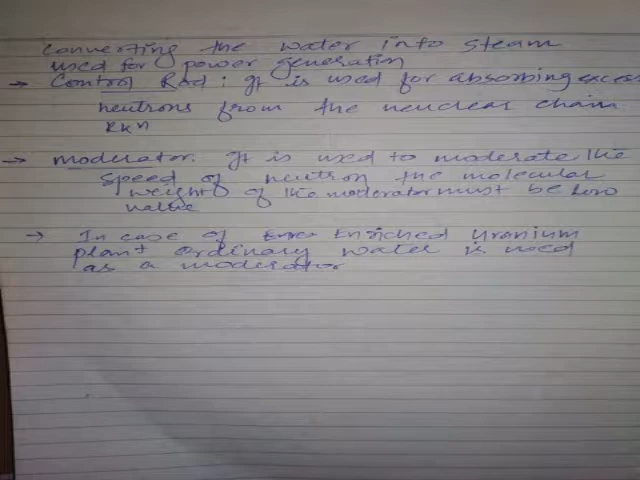 converting the water into steam
used for power generation
→ Control Rod : It is used for absorbing excess
neutrons from the neuclear chain
rxn
→ moderator. It is used to moderate the
speed of neutron the molecular
weight of the moderator must be
value
→ In case of Enriched Uranium
plant ordinary water is used
as a moderator